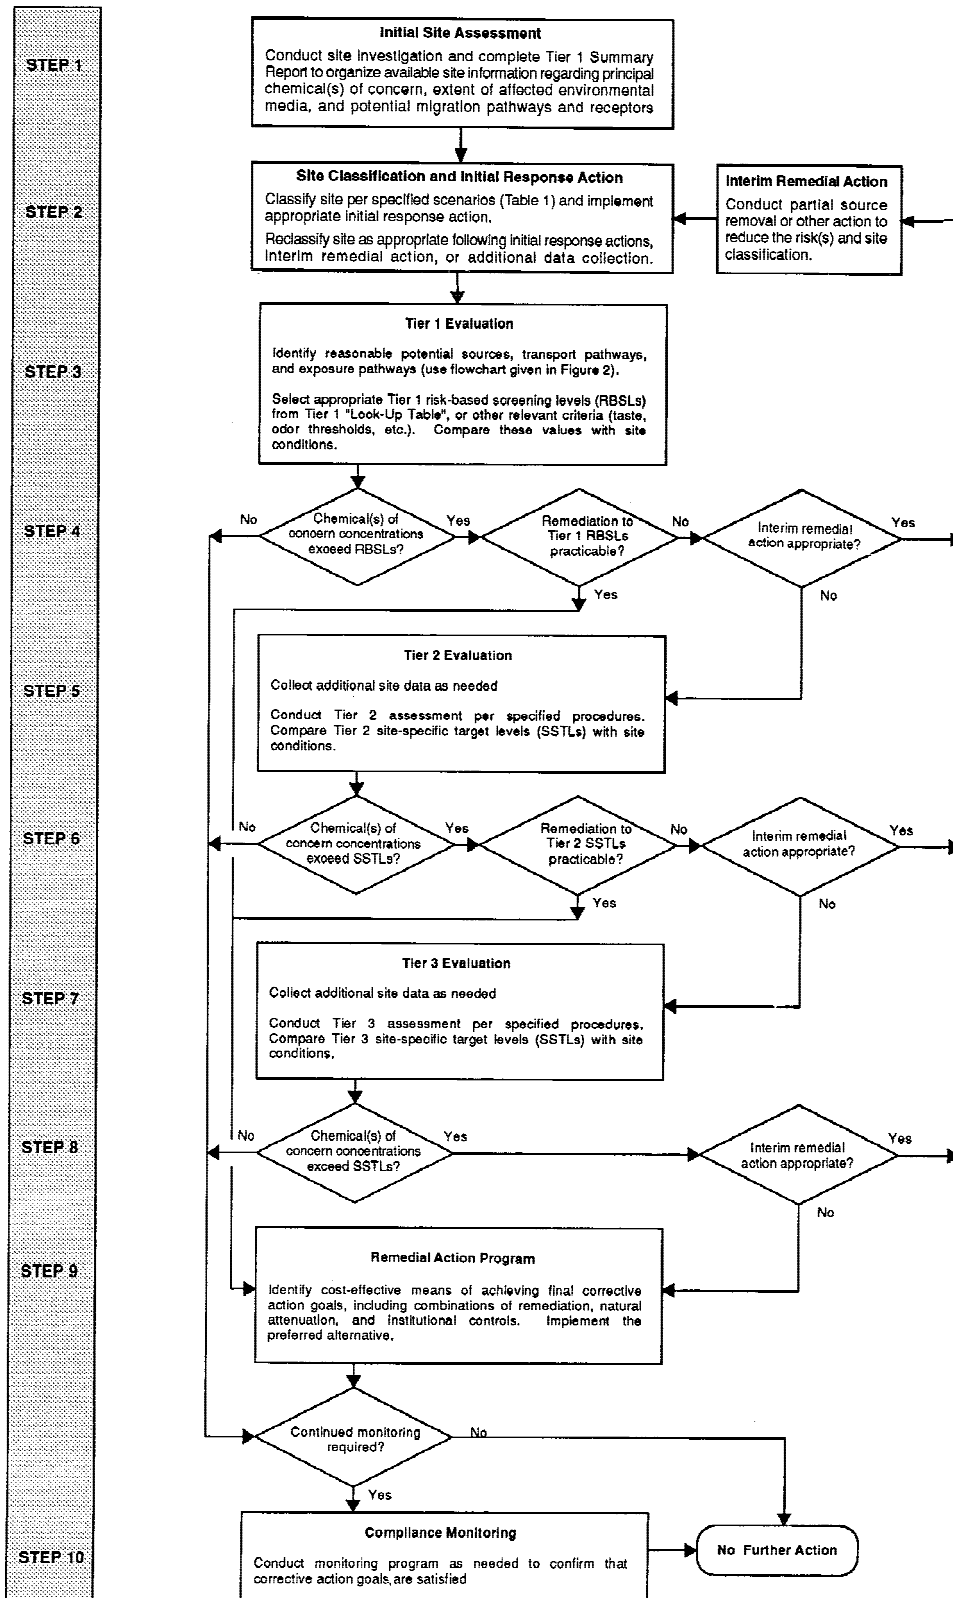 STEP 1
Initial Site Assessment
Conduct site investigation and complete Tier 1 Summary
Report to organize available site information regarding principal
chemical(s) of concern, extent of affected environmental
media, and potential migration pathways and receptors
STEP 2
Site Classification and Initial Response Action
Classify site per specified scenarios (Table 1) and implement
appropriate initial response action.
Reclassify site as appropriate following initial response actions,
interim remedial action, or additional data collection.
Interim Remedial Action
Conduct partial source
removal or other action to
reduce the risk(s) and site
classification.
STEP 3
Tier 1 Evaluation
Identify reasonable potential sources, transport pathways,
and exposure pathways (use flowchart given in Figure 2).
Select appropriate Tier 1 risk-based screening levels (RBSLs)
from Tier 1 "Look-Up Table", or other relevant criteria (taste,
odor thresholds, etc.). Compare these values with site
conditions.
STEP 4
No
Chemical(s) of
concern concentrations
exceed RBSLs?
Yes
Remediation to
Tier 1 RBSLs
practicable?
No
Interim remedial
action appropriate?
Yes
Yes
No
STEP 5
Tier 2 Evaluation
Collect additional site data as needed
Conduct Tier 2 assessment per specified procedures.
Compare Tier 2 site-specific target levels (SSTLs) with site
conditions.
STEP 6
No
Chemical(s) of
concern concentrations
exceed SSTLs?
Yes
Remediation to
Tier 2 SSTLs
practicable?
No
Interim remedial
action appropriate?
Yes
Yes
No
STEP 7
Tier 3 Evaluation
Collect additional site data as needed
Conduct Tier 3 assessment per specified procedures.
Compare Tier 3 site-specific target levels (SSTLs) with site
conditions.
STEP 8
No
Chemical(s) of
concern concentrations
exceed SSTLs?
Yes
Interim remedial
action appropriate?
Yes
No
STEP 9
Remedial Action Program
Identify cost-effective means of achieving final corrective
action goals, including combinations of remediation, natural
attenuation, and institutional controls. Implement the
preferred alternative.
Continued monitoring
required?
No
Yes
STEP 10
Compliance Monitoring
Conduct monitoring program as needed to confirm that
corrective action goals, are satisfied
No Further Action